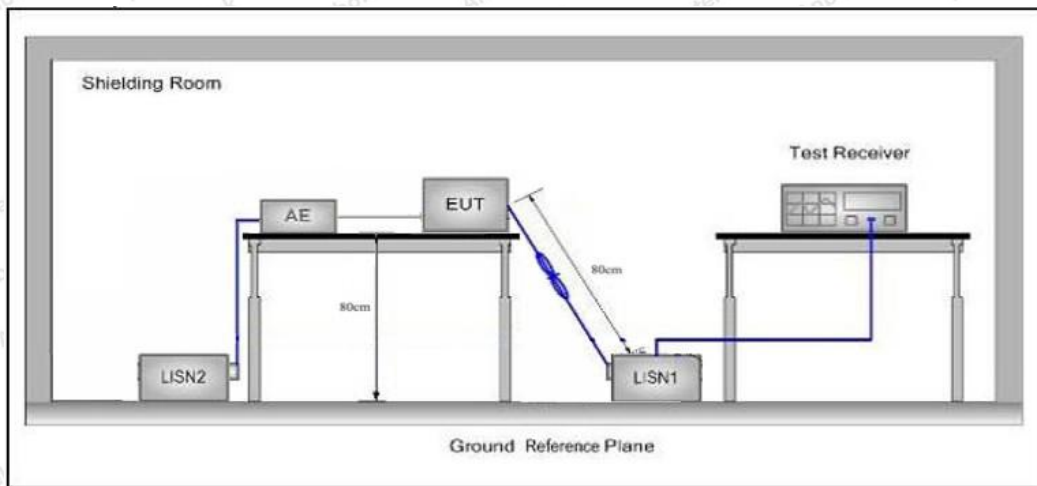 Shielding Room
Test Receiver
AE
EUT
80cm
80cm
LISN2
LISN1
Ground Reference Plane